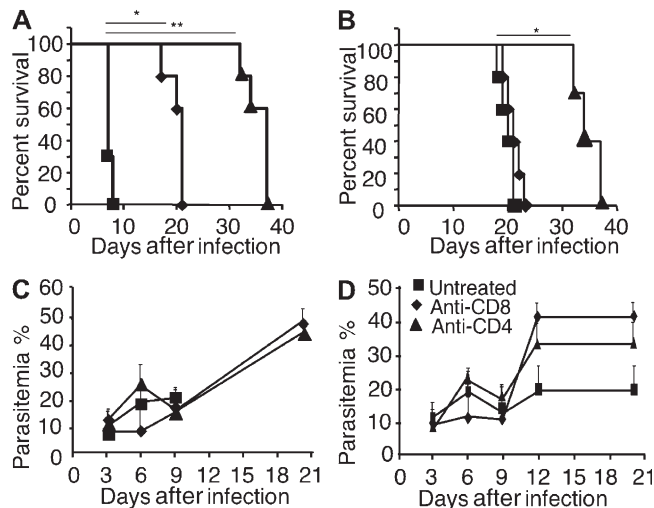 A
*
**
Percent survival
100
80
60
40
20
0
0 10 20 30 40
Days after infection
B
*
Percent survival
100
80
60
40
20
0
0 10 20 30 40
Days after infection
C
Parasitemia %
60
50
40
30
20
10
0 3 6 9 12 15 18 21
Days after infection
D
Untreated
Anti-CD8
Anti-CD4
Parasitemia %
50
40
30
20
10
0
0 3 6 9 12 15 18 21
Days after infection